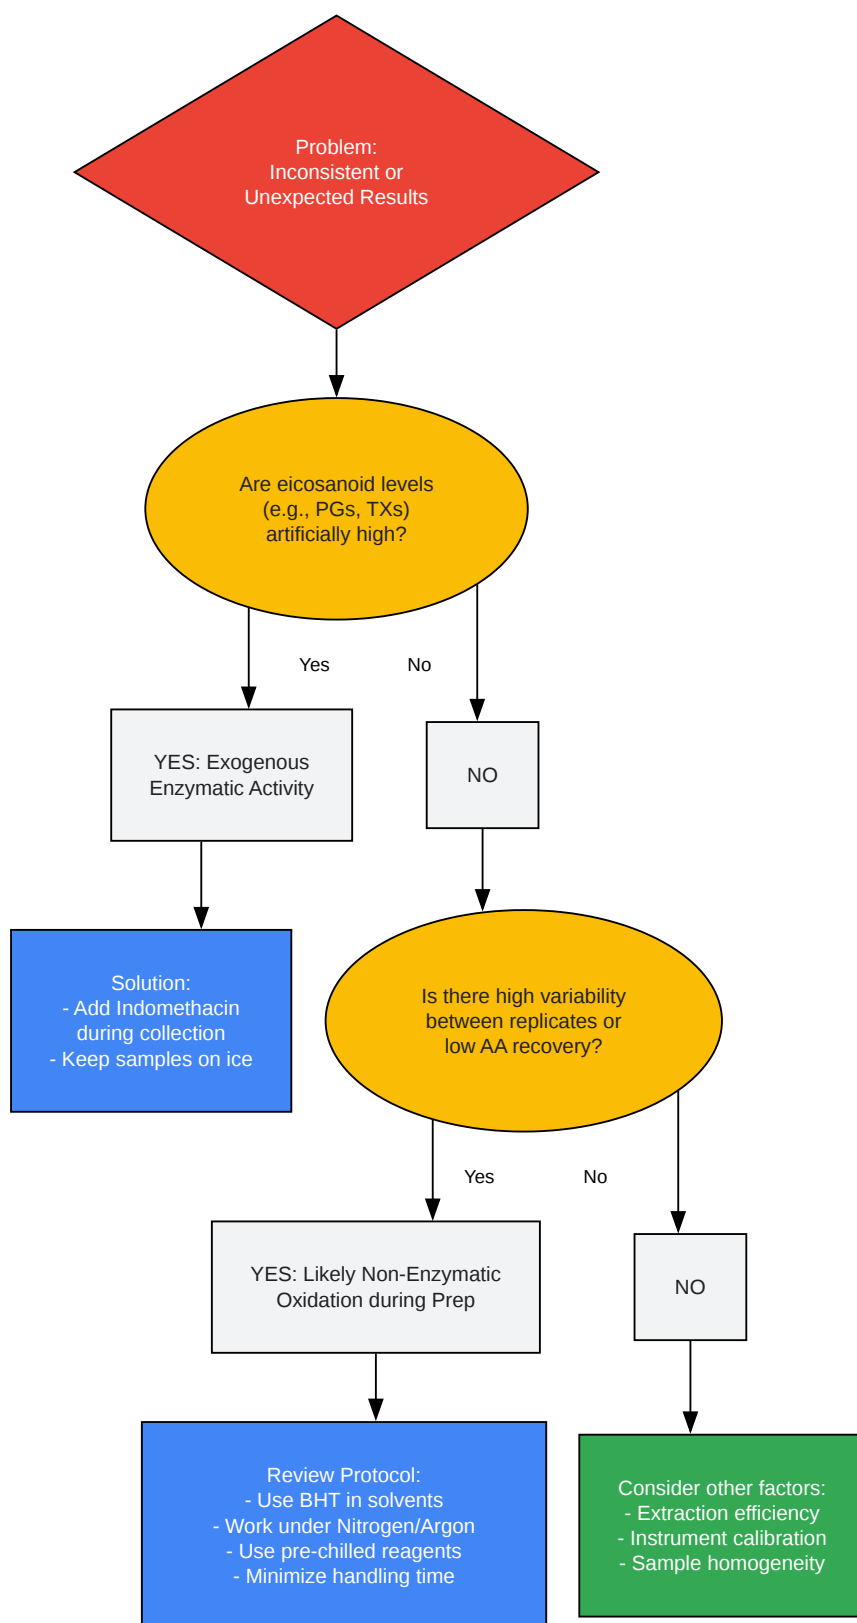 Problem:
Inconsistent or
Unexpected Results
Are eicosanoid levels
(e.g., PGs, TXs)
artificially high?
Yes
No
YES: Exogenous
Enzymatic Activity
NO
Solution:
- Add Indomethacin
during collection
- Keep samples on ice
Is there high variability
between replicates or
low AA recovery?
Yes
No
YES: Likely Non-Enzymatic
Oxidation during Prep
NO
Review Protocol:
- Use BHT in solvents
- Work under Nitrogen/Argon
- Use pre-chilled reagents
- Minimize handling time
Consider other factors:
- Extraction efficiency
- Instrument calibration
- Sample homogeneity